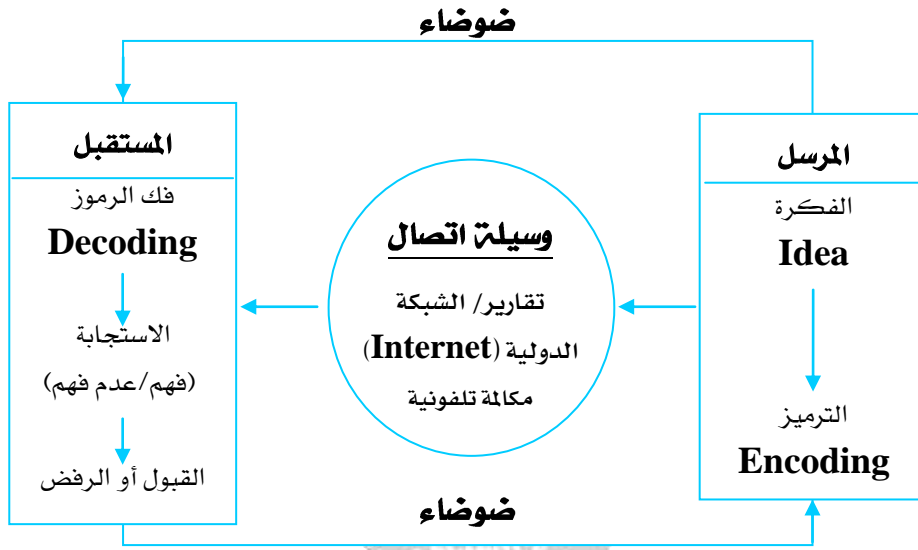 ضوضاء
المرسل
الفكرة
Idea
الترميز
Encoding
وسيلة اتصال
تقارير/ الشبكة
الدولية (Internet)
مكالمة تلفونية
المستقبل
فك الرموز
Decoding
الاستجابة
(فهم/عدم فهم)
القبول أو الرفض
ضوضاء